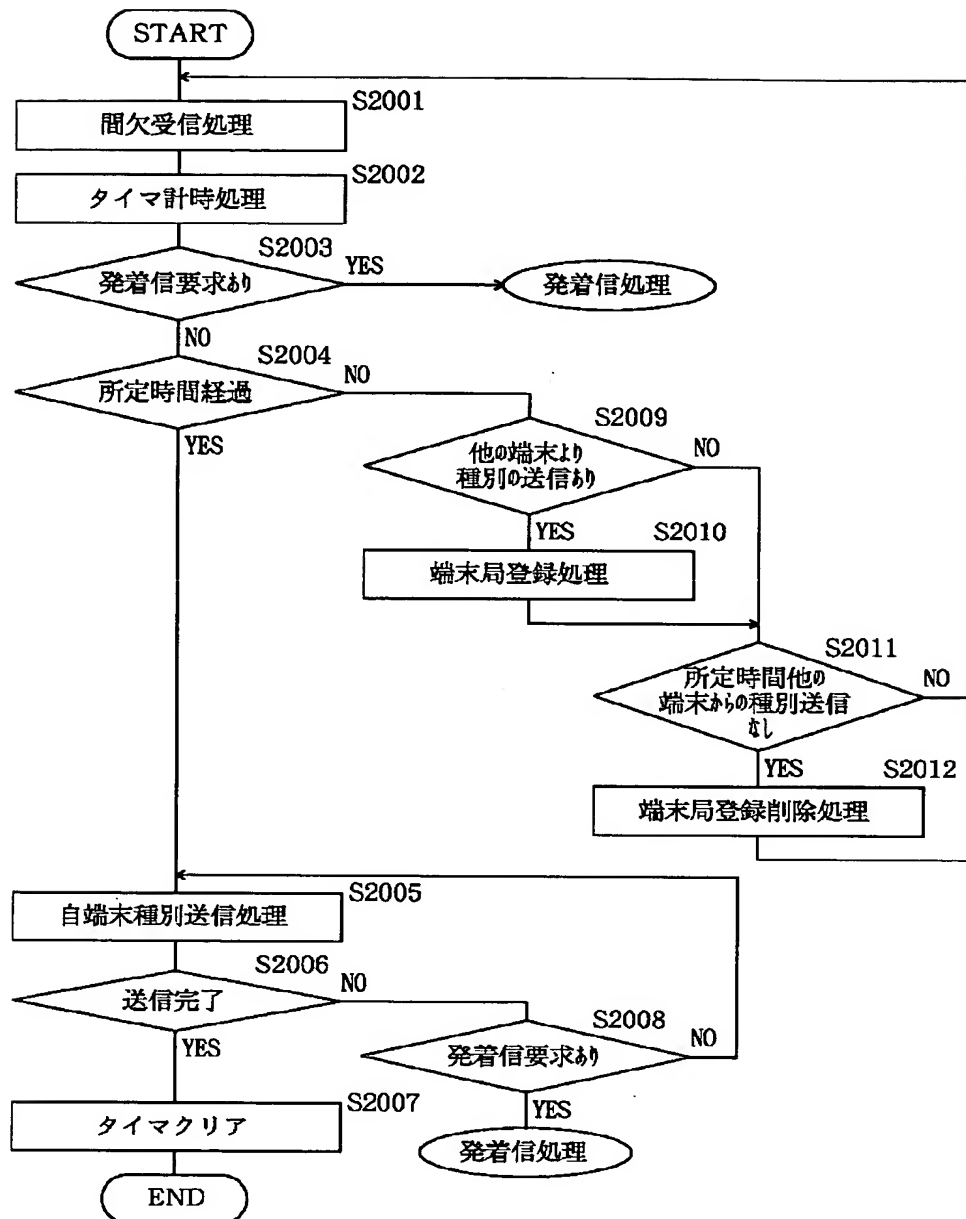 START
S2001
間欠受信処理
S2002
タイマ計時処理
S2003
発着信要求あり
YES
発着信処理
NO
S2004
所定時間経過
NO
YES
S2009
他の端末より
種別の送信あり
NO
YES
S2010
端末局登録処理
S2011
所定時間他の
端末からの種別送信
なし
NO
YES
S2012
端末局登録削除処理
S2005
自端末種別送信処理
S2006
送信完了
NO
YES
S2008
発着信要求あり
NO
YES
発着信処理
S2007
タイマクリア
END